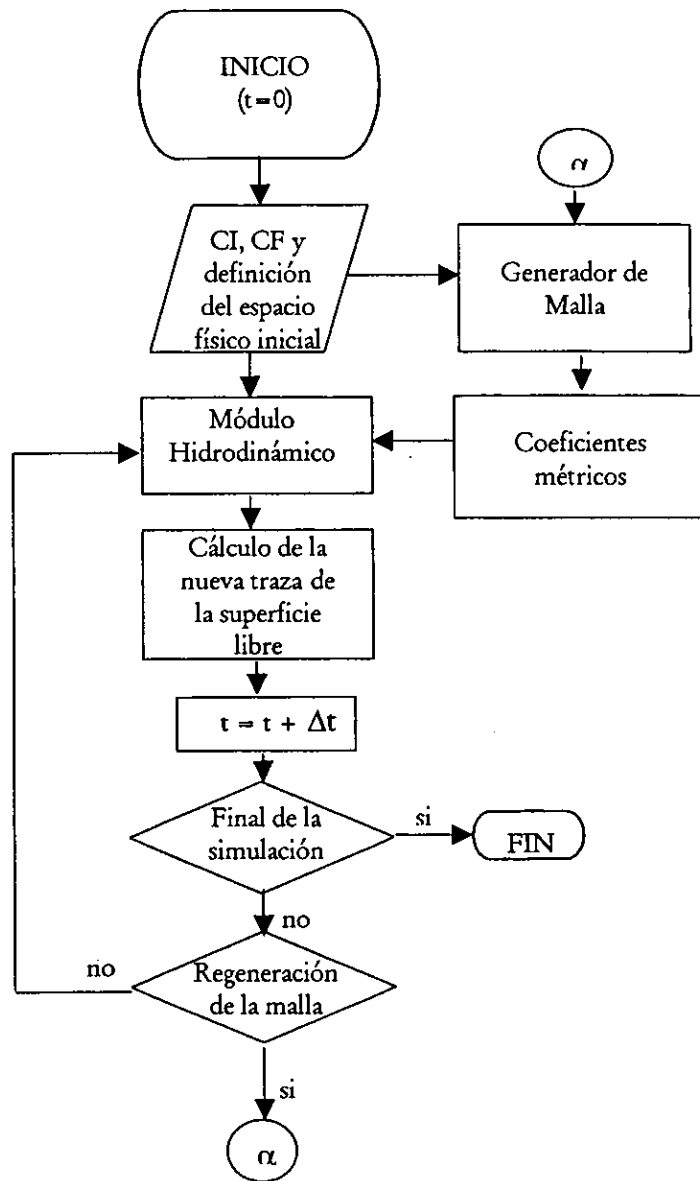 INICIO
(t=0)
α
CI, CF y
definición
del espacio
físico inicial
Generador de
Malla
Módulo
Hidrodinámico
Coeficientes
métricos
Cálculo de la
nueva traza de
la superficie
libre
t = t + Δt
Final de la
simulación
si
FIN
no
no
Regeneración
de la malla
si
α